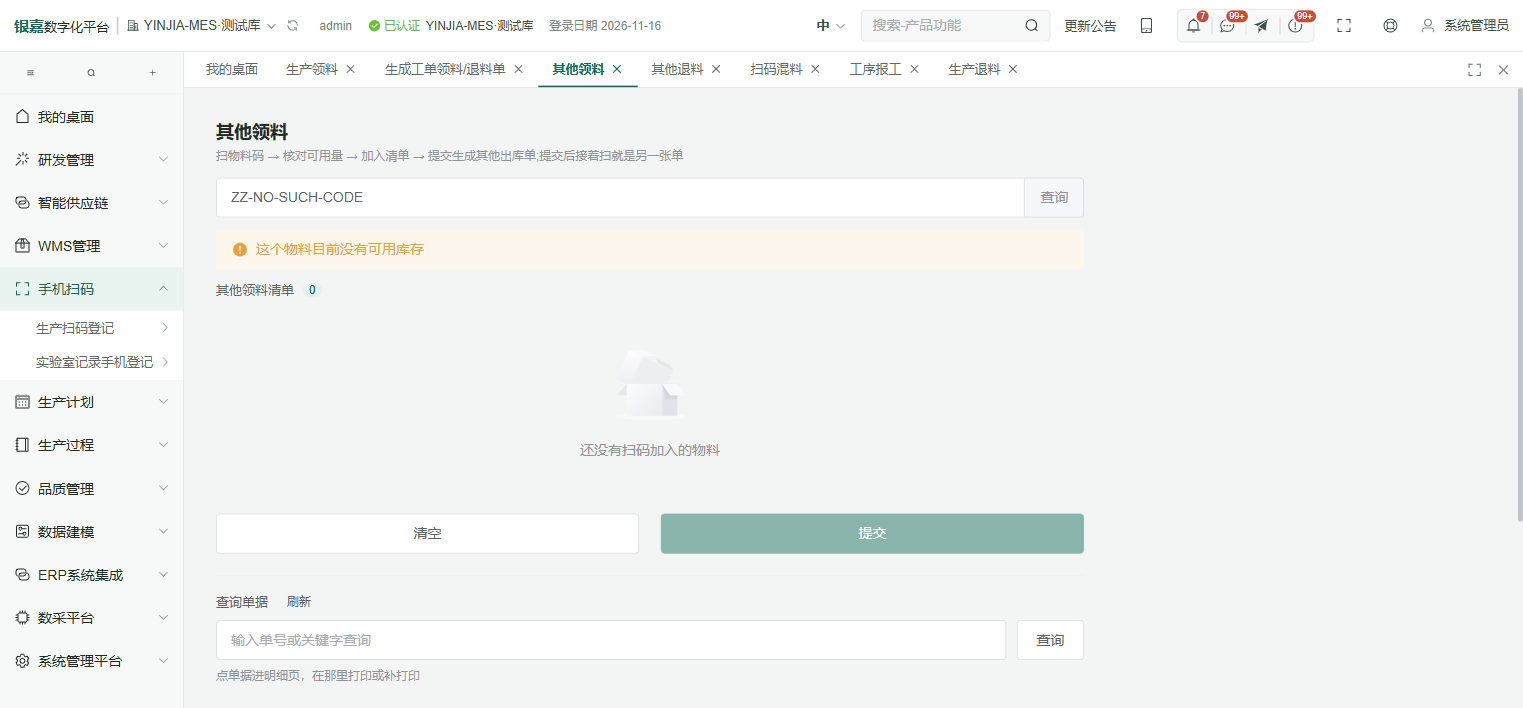 银嘉数字化平台
YINJIA-MES·测试库
admin
已认证 YINJIA-MES·测试库
登录日期 2026-11-16
中
搜索-产品功能
更新公告
7
99+
99+
系统管理员
我的桌面
生产领料
生成工单领料/退料单
其他领料
其他退料
扫码混料
工序报工
生产退料
我的桌面
研发管理
智能供应链
WMS管理
手机扫码
生产扫码登记
实验室记录手机登记
生产计划
生产过程
品质管理
数据建模
ERP系统集成
数采平台
系统管理平台
其他领料
扫物料码 → 核对可用量 → 加入清单 → 提交生成其他出库单;提交后接着扫就是另一张单
ZZ-NO-SUCH-CODE
查询
这个物料目前没有可用库存
其他领料清单 0
还没有扫码加入的物料
清空
提交
查询单据 刷新
输入单号或关键字查询
查询
点单据进明细页，在那里打印或补打印